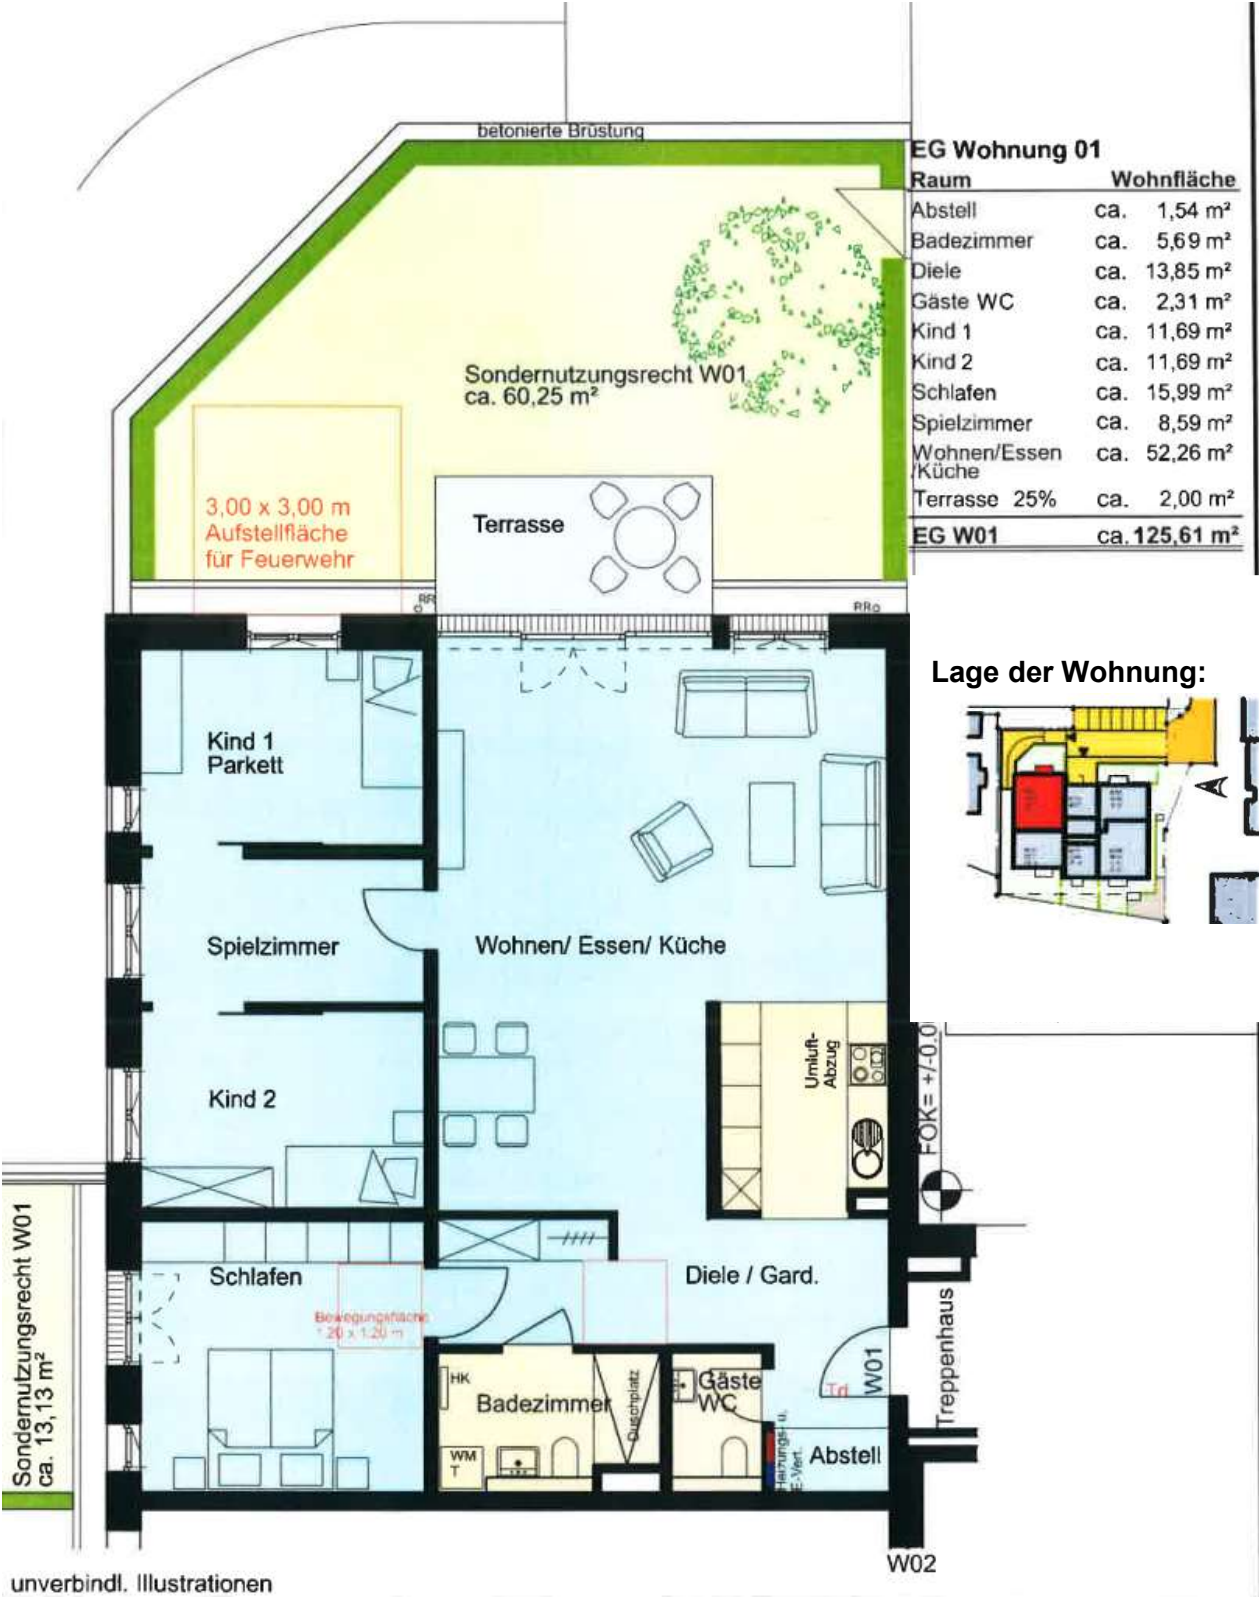 betonierte Brüstung
EG Wohnung 01
Raum Wohnfläche
Abstell ca. 1,54 m²
Badezimmer ca. 5,69 m²
Diele ca. 13,85 m²
Gäste WC ca. 2,31 m²
Kind 1 ca. 11,69 m²
Kind 2 ca. 11,69 m²
Schlafen ca. 15,99 m²
Spielzimmer ca. 8,59 m²
Wohnen/Essen ca. 52,26 m²
/Küche
Terrasse 25% ca. 2,00 m²
EG W01 ca. 125,61 m²
Sondernutzungsrecht W01
ca. 60,25 m²
3,00 x 3,00 m
Aufstellfläche
für Feuerwehr
Terrasse
RR
RR
Lage der Wohnung:
Kind 1
Parkett
Spielzimmer
Wohnen/ Essen/ Küche
Umluft-
Abzug
FOK= +/-0.0
Kind 2
Sondernutzungsrecht W01
ca. 13,13 m²
Schlafen
Bewegungsfläche
1.20 x 1.20 m
Diele / Gard.
Treppenhaus
W01
Td
HK
Badezimmer
Duschplatz
Gäste
WC
WM
T
Heizungs- u.
E-Vert.
Abstell
W02
unverbindl. Illustrationen